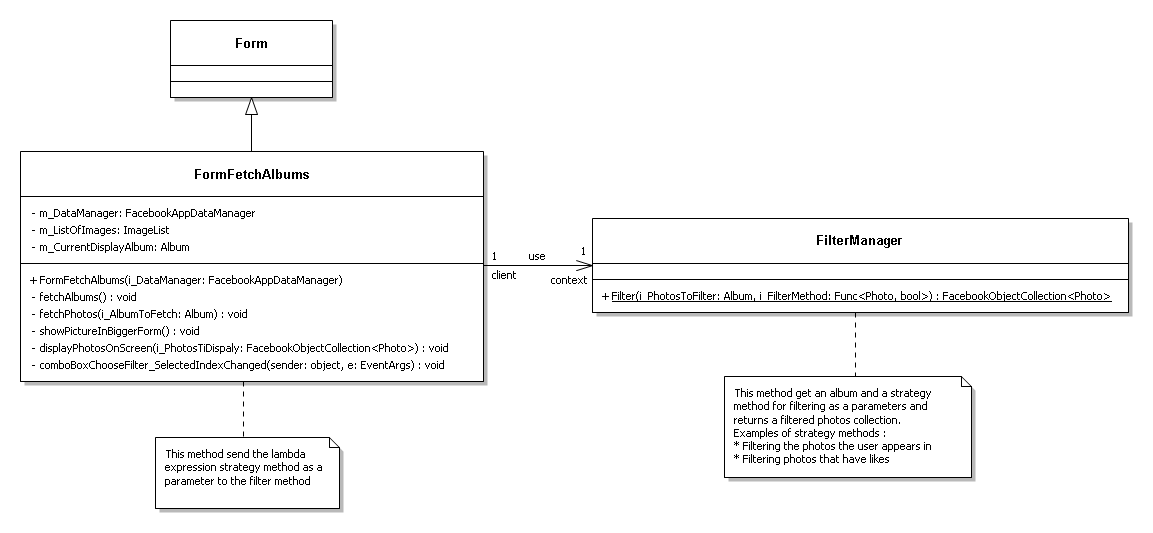 Form
FormFetchAlbums
- m_DataManager: FacebookAppDataManager
- m_ListOfImages: ImageList
- m_CurrentDisplayAlbum: Album
+ FormFetchAlbums(i_DataManager: FacebookAppDataManager)
- fetchAlbums() : void
- fetchPhotos(i_AlbumToFetch: Album) : void
- showPictureInBiggerForm() : void
- displayPhotosOnScreen(i_PhotosTiDispaly: FacebookObjectCollection<Photo>) : void
- comboBoxChooseFilter_SelectedIndexChanged(sender: object, e: EventArgs) : void
1 use 1
client context
FilterManager
+ Filter(i_PhotosToFilter: Album, i_FilterMethod: Func<Photo, bool>) : FacebookObjectCollection<Photo>
This method send the lambda
expression strategy method as a
parameter to the filter method
This method get an album and a strategy
method for filtering as a parameters and
returns a filtered photos collection.
Examples of strategy methods :
* Filtering the photos the user appears in
* Filtering photos that have likes